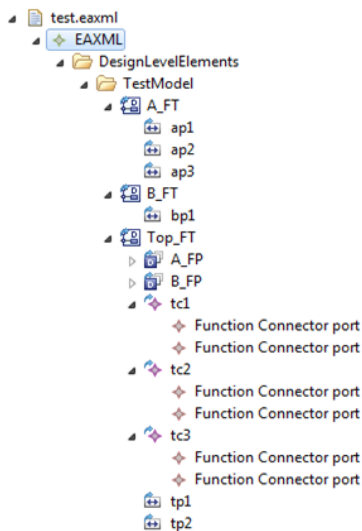 test.eaxml
EAXML
DesignLevelElements
TestModel
A_FT
ap1
ap2
ap3
B_FT
bp1
Top_FT
A_FP
B_FP
tc1
Function Connector port
Function Connector port
tc2
Function Connector port
Function Connector port
tc3
Function Connector port
Function Connector port
tp1
tp2